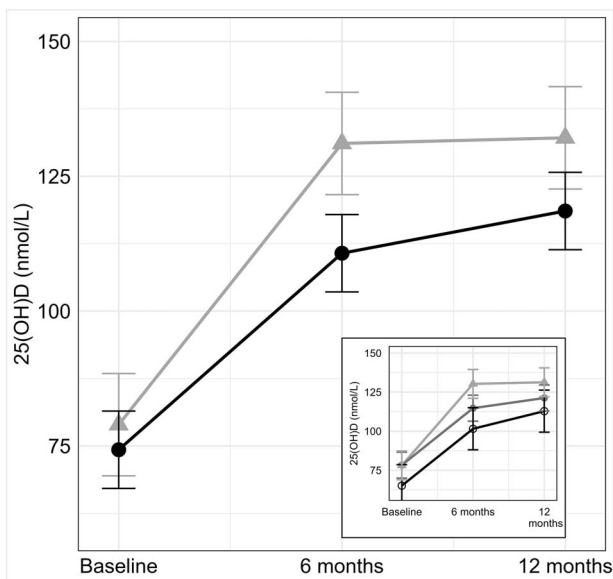 150
125
100
75
25(OH)D (nmol/L)
Baseline
6 months
12 months
150
125
100
75
25(OH)D (nmol/L)
Baseline
6 months
12
months